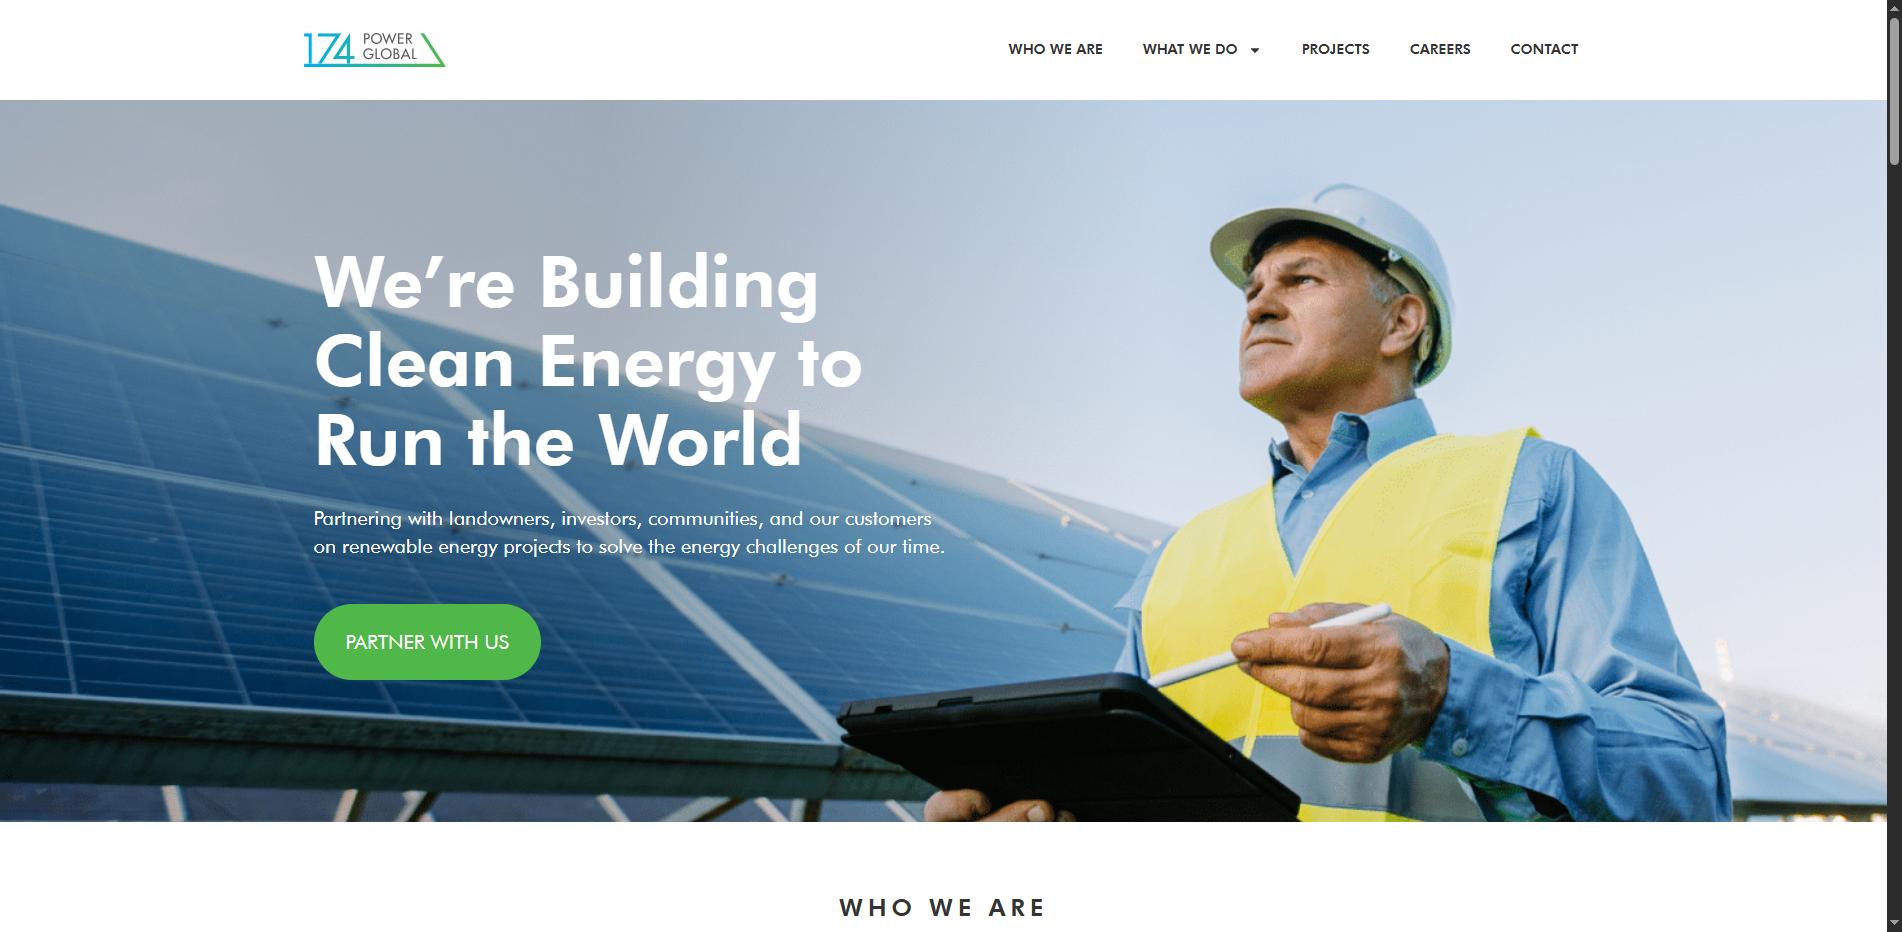 174 POWER
GLOBAL
WHO WE ARE
WHAT WE DO
PROJECTS
CAREERS
CONTACT
We’re Building
Clean Energy to
Run the World
Partnering with landowners, investors, communities, and our customers
on renewable energy projects to solve the energy challenges of our time.
PARTNER WITH US
WHO WE ARE